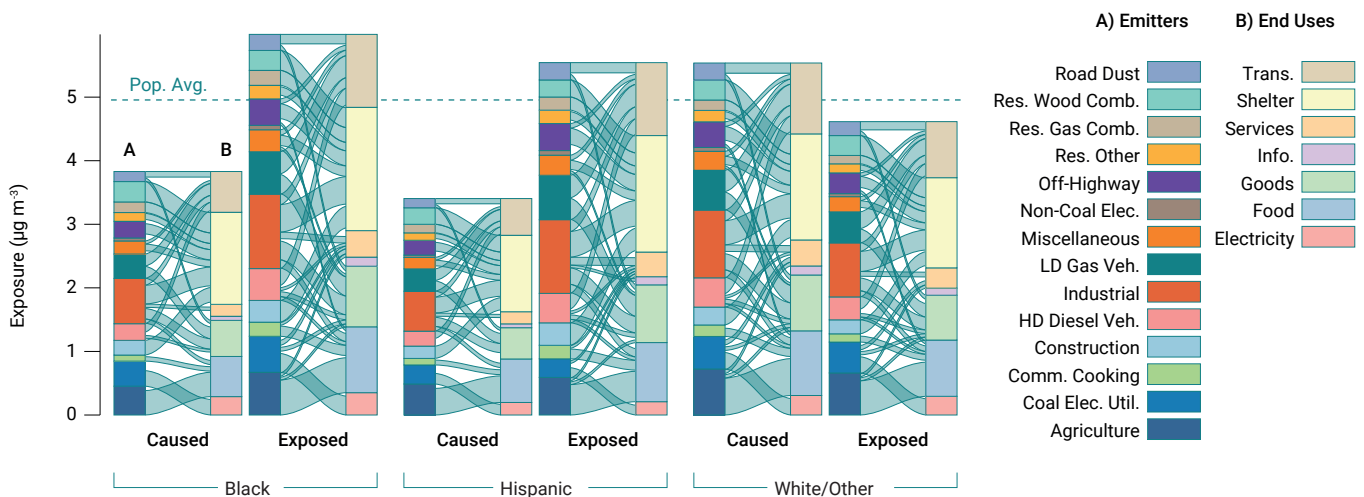 A) Emitters
B) End Uses
Road Dust
Res. Wood Comb.
Res. Gas Comb.
Res. Other
Off-Highway
Non-Coal Elec.
Miscellaneous
LD Gas Veh.
Industrial
HD Diesel Veh.
Construction
Comm. Cooking
Coal Elec. Util.
Agriculture
Trans.
Shelter
Services
Info.
Goods
Food
Electricity
Exposure (µg m⁻³)
5
4
3
2
1
0
Pop. Avg.
A
B
Caused
Exposed
Caused
Exposed
Caused
Exposed
Black
Hispanic
White/Other